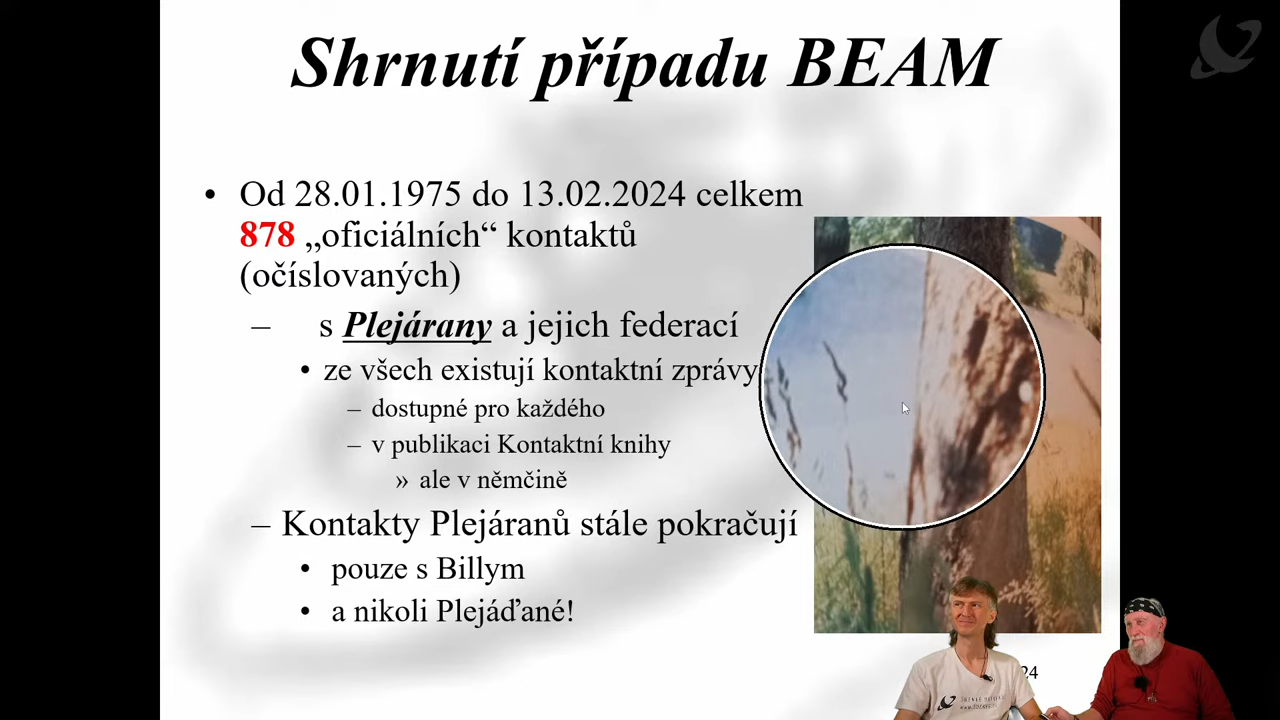 Shrnutí případu BEAM
• Od 28.01.1975 do 13.02.2024 celkem
878 „oficiálních“ kontaktů
(očíslovaných)
– s Plejárany a jejich federací
• ze všech existují kontaktní zprávy
– dostupné pro každého
– v publikaci Kontaktní knihy
» ale v němčině
– Kontakty Plejáranů stále pokračují
• pouze s Billym
• a nikoli Plejáďané!
24